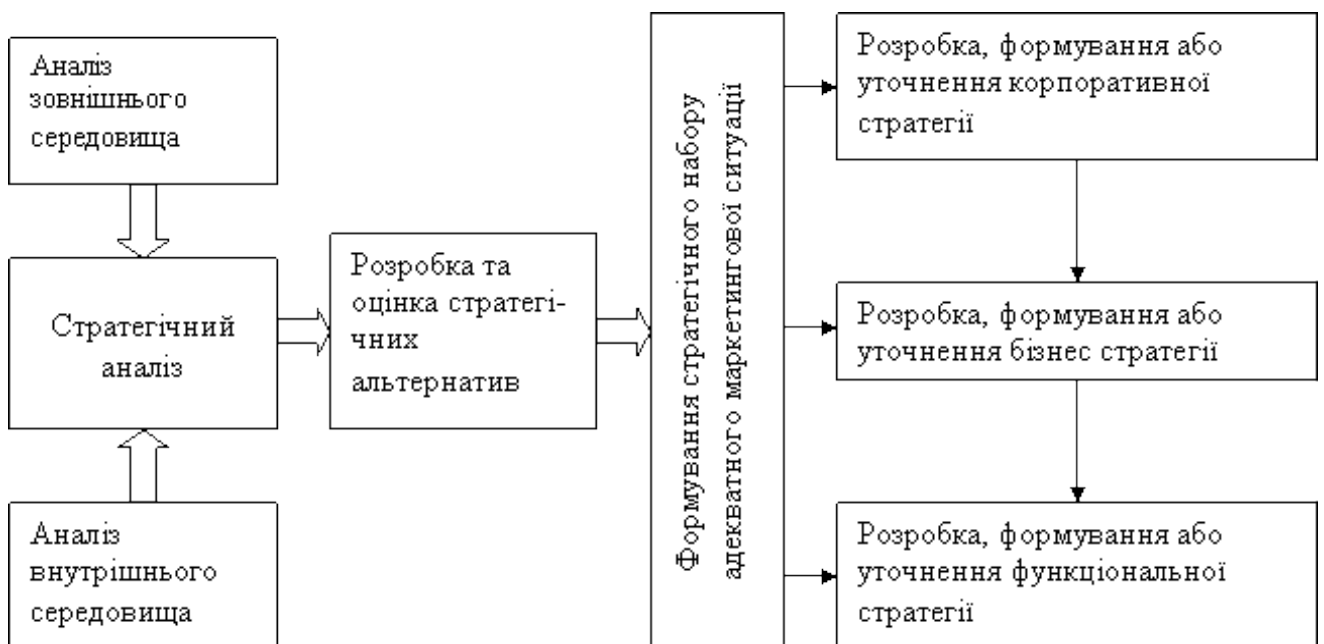 Аналіз
зовнішнього
середовища
Стратегічний
аналіз
Аналіз
внутрішнього
середовища
Розробка та
оцінка стратегі-
чних
альтернатив
Формування стратегічного набору
адекватного маркетингової ситуації
Розробка, формування або
уточнення корпоративної
стратегії
Розробка, формування або
уточнення бізнес стратегії
Розробка, формування або
уточнення функціональної
стратегії